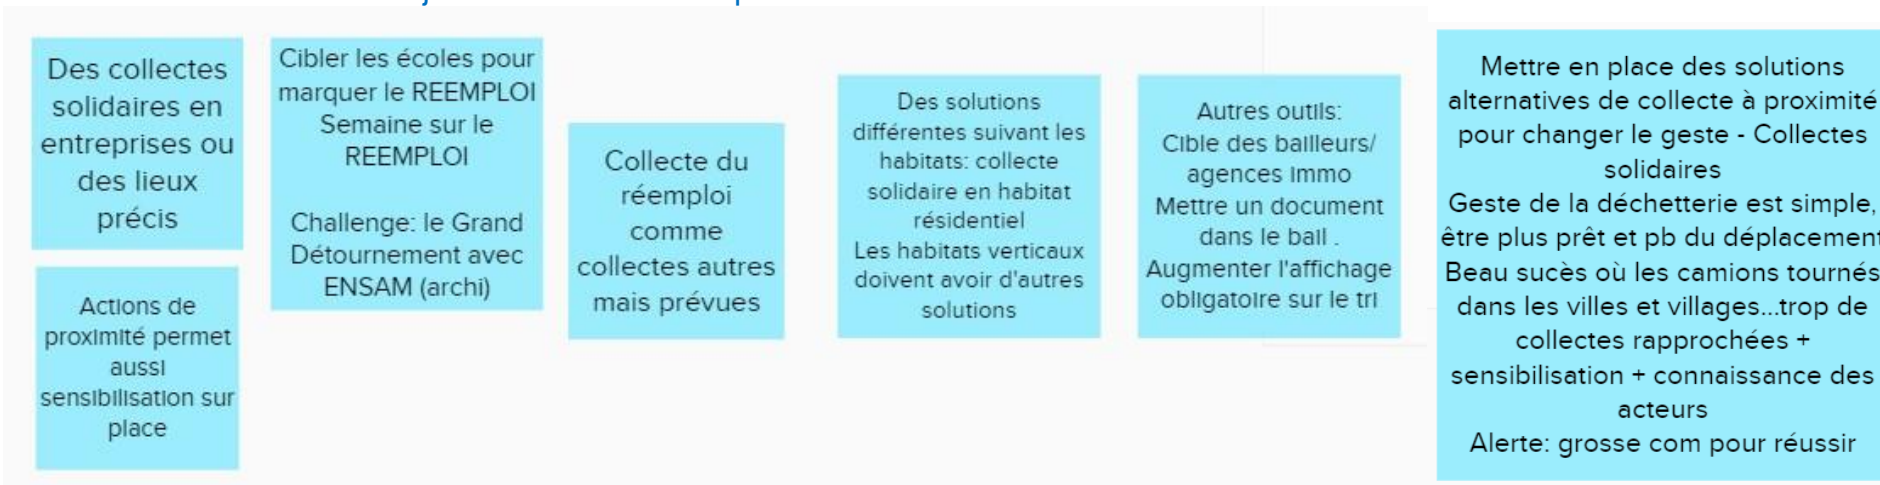 Des collectes
solidaires en
entreprises ou
des lieux
précis
Actions de
proximité permet
aussi
sensibilisation sur
place
Cibler les écoles pour
marquer le REEMPLOI
Semaine sur le
REEMPLOI
Challenge: le Grand
Détournement avec
ENSAM (archi)
Collecte du
réemploi
comme
collectes autres
mais prévues
Des solutions
différentes suivant les
habitats: collecte
solidaire en habitat
résidentiel
Les habitats verticaux
doivent avoir d'autres
solutions
Autres outils:
Cible des bailleurs/
agences immo
Mettre un document
dans le bail .
Augmenter l'affichage
obligatoire sur le tri
Mettre en place des solutions
alternatives de collecte à proximité
pour changer le geste - Collectes
solidaires
Geste de la déchetterie est simple,
être plus prêt et pb du déplacement
Beau sucès où les camions tournés
dans les villes et villages...trop de
collectes rapprochées +
sensibilisation + connaissance des
acteurs
Alerte: grosse com pour réussir